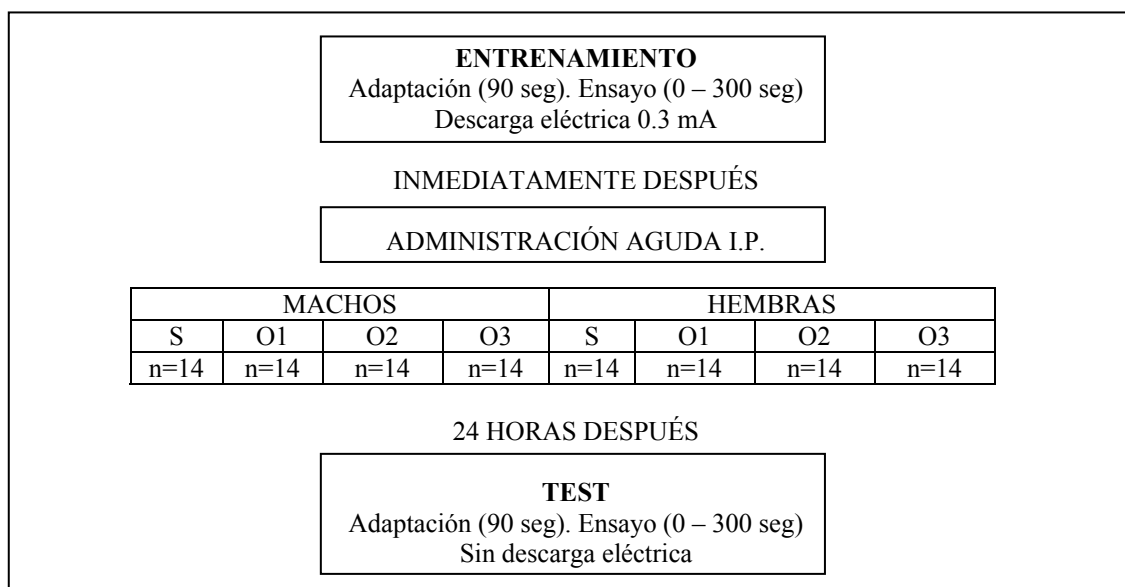 ENTRENAMIENTO
Adaptación (90 seg). Ensayo (0 – 300 seg)
Descarga eléctrica 0.3 mA
INMEDIATAMENTE DESPUÉS
ADMINISTRACIÓN AGUDA I.P.
MACHOS HEMBRAS
S O1 O2 O3 S O1 O2 O3
n=14 n=14 n=14 n=14 n=14 n=14 n=14 n=14
24 HORAS DESPUÉS
TEST
Adaptación (90 seg). Ensayo (0 – 300 seg)
Sin descarga eléctrica